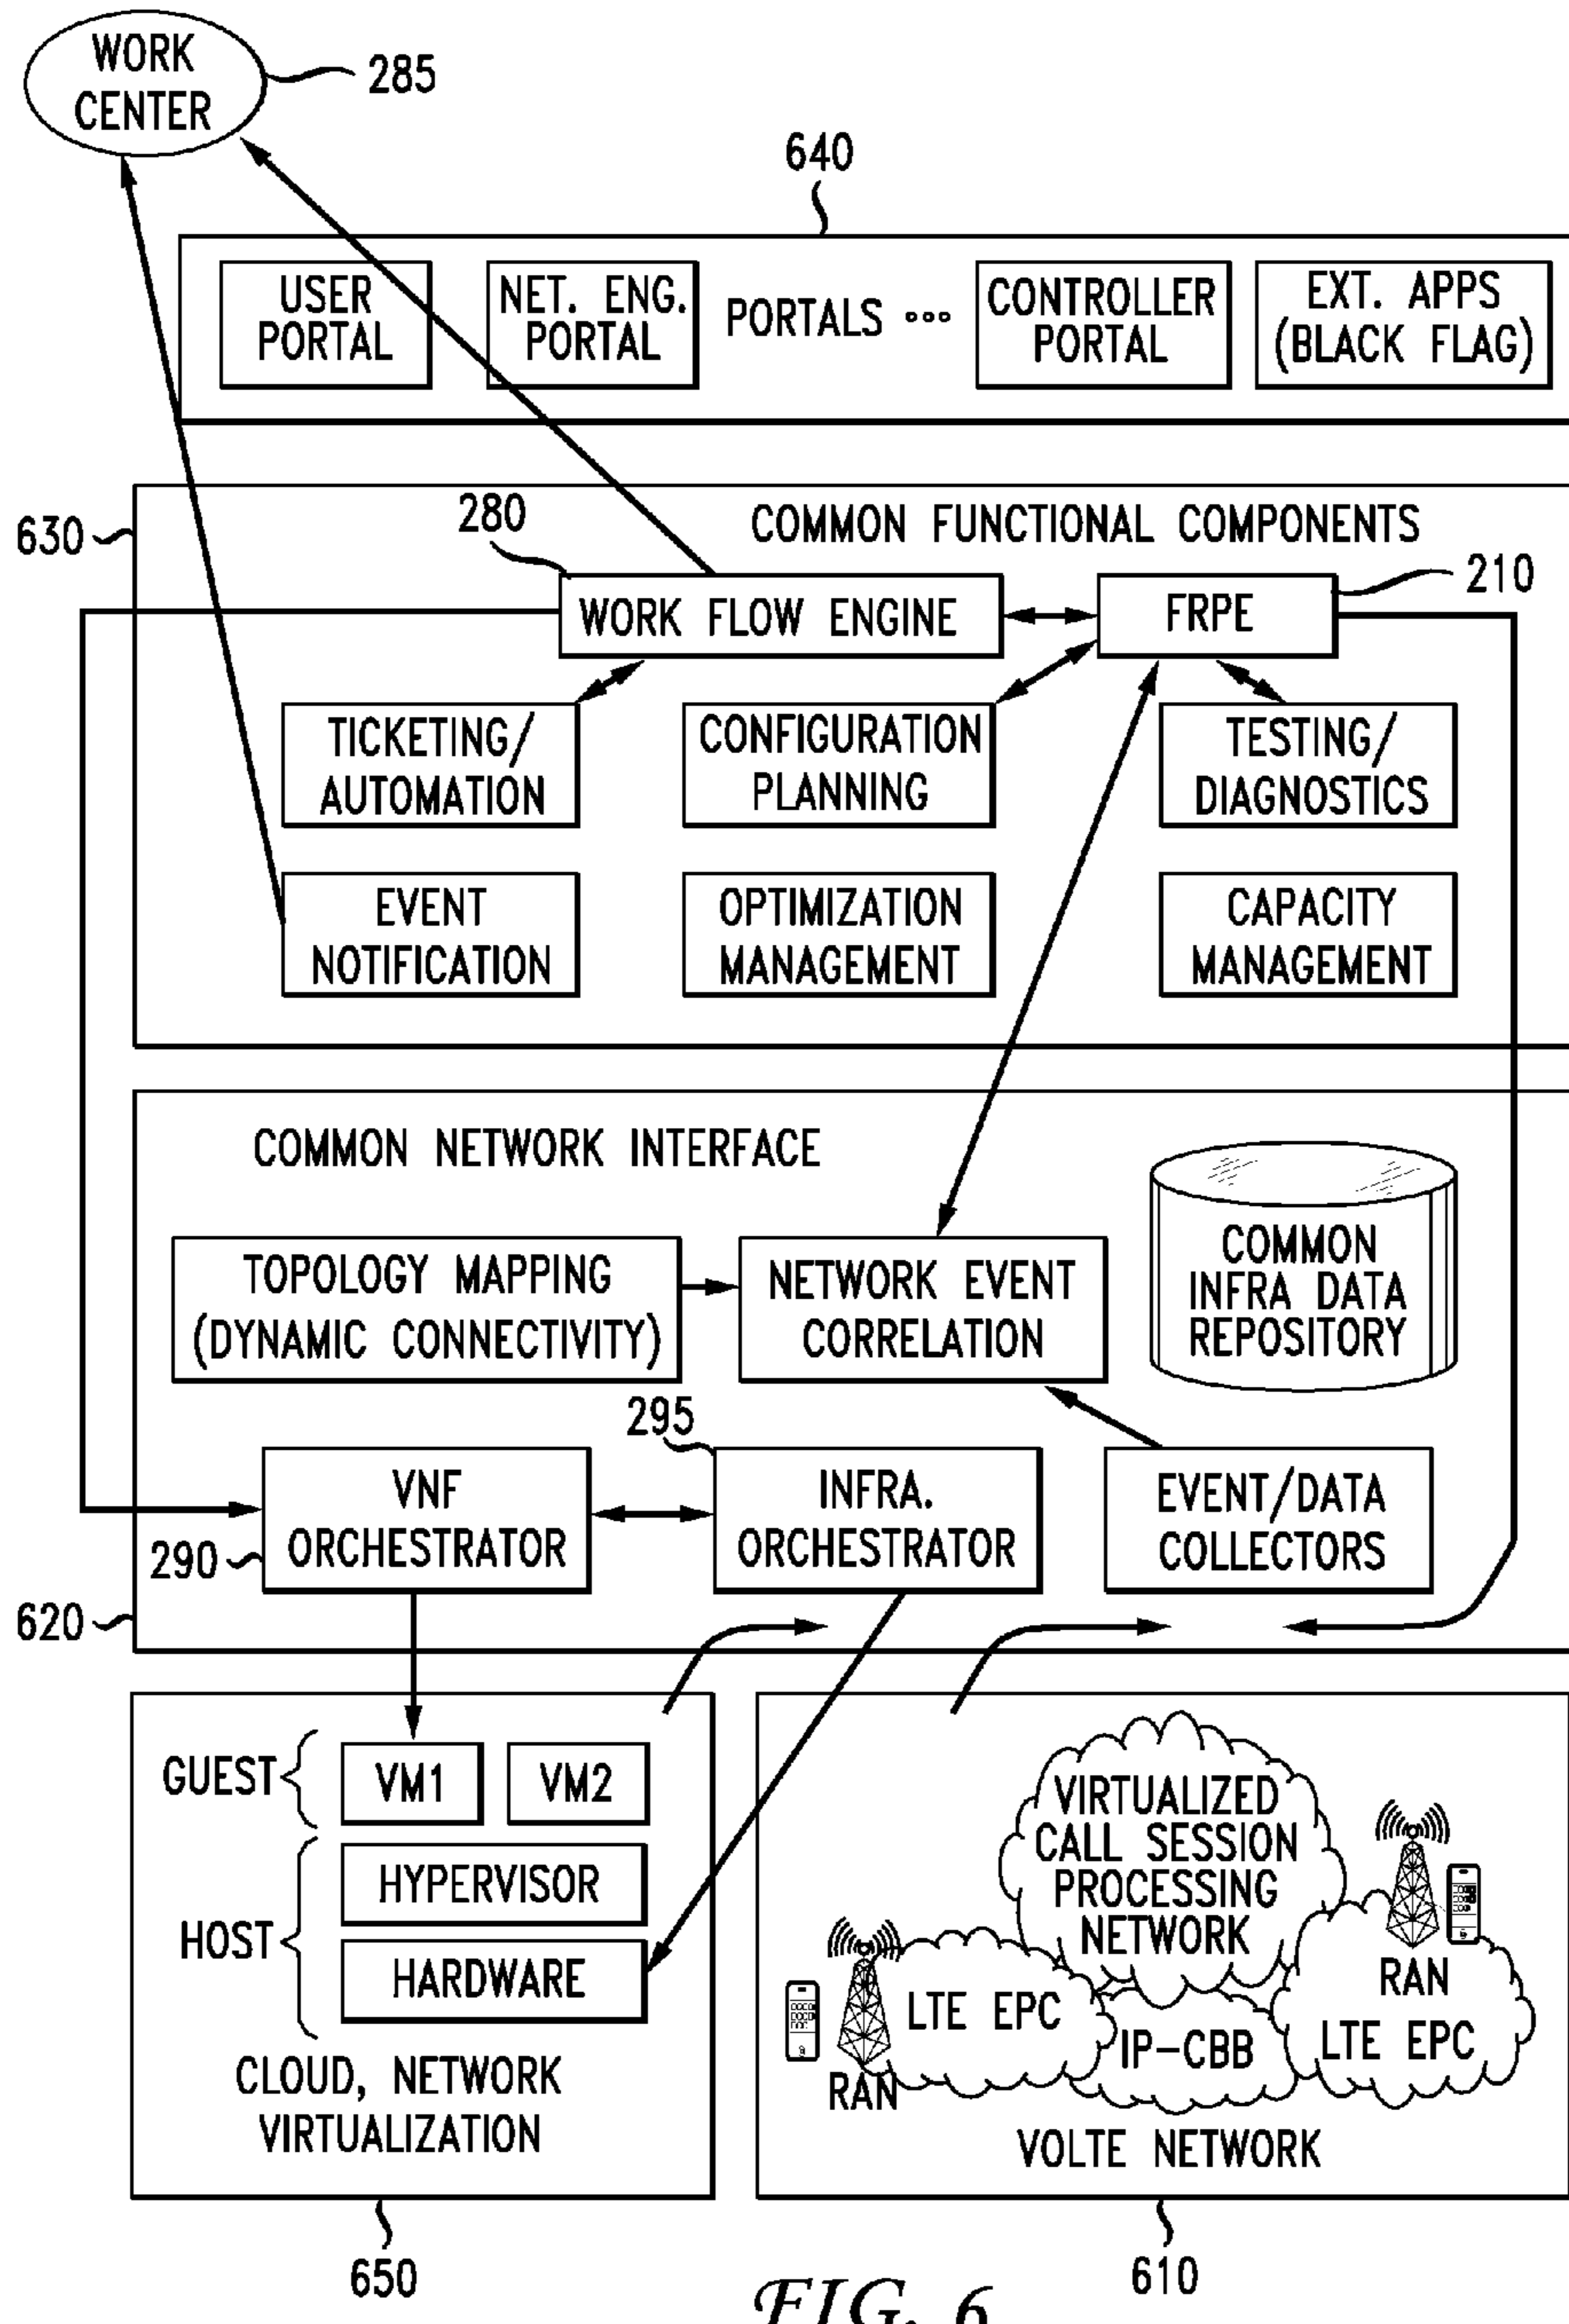 WORK
CENTER
285
640
USER
PORTAL
NET. ENG.
PORTAL
PORTALS ∘∘∘
CONTROLLER
PORTAL
EXT. APPS
(BLACK FLAG)
630
COMMON FUNCTIONAL COMPONENTS
280
WORK FLOW ENGINE
FRPE
210
TICKETING/
AUTOMATION
CONFIGURATION
PLANNING
TESTING/
DIAGNOSTICS
EVENT
NOTIFICATION
OPTIMIZATION
MANAGEMENT
CAPACITY
MANAGEMENT
COMMON NETWORK INTERFACE
TOPOLOGY MAPPING
(DYNAMIC CONNECTIVITY)
NETWORK EVENT
CORRELATION
COMMON
INFRA DATA
REPOSITORY
295
VNF
ORCHESTRATOR
290
INFRA.
ORCHESTRATOR
EVENT/DATA
COLLECTORS
620
GUEST
VM1
VM2
HOST
HYPERVISOR
HARDWARE
CLOUD, NETWORK
VIRTUALIZATION
650
VIRTUALIZED
CALL SESSION
PROCESSING
NETWORK
RAN
LTE EPC
LTE EPC
IP-CBB
RAN
VOLTE NETWORK
610
FIG. 6